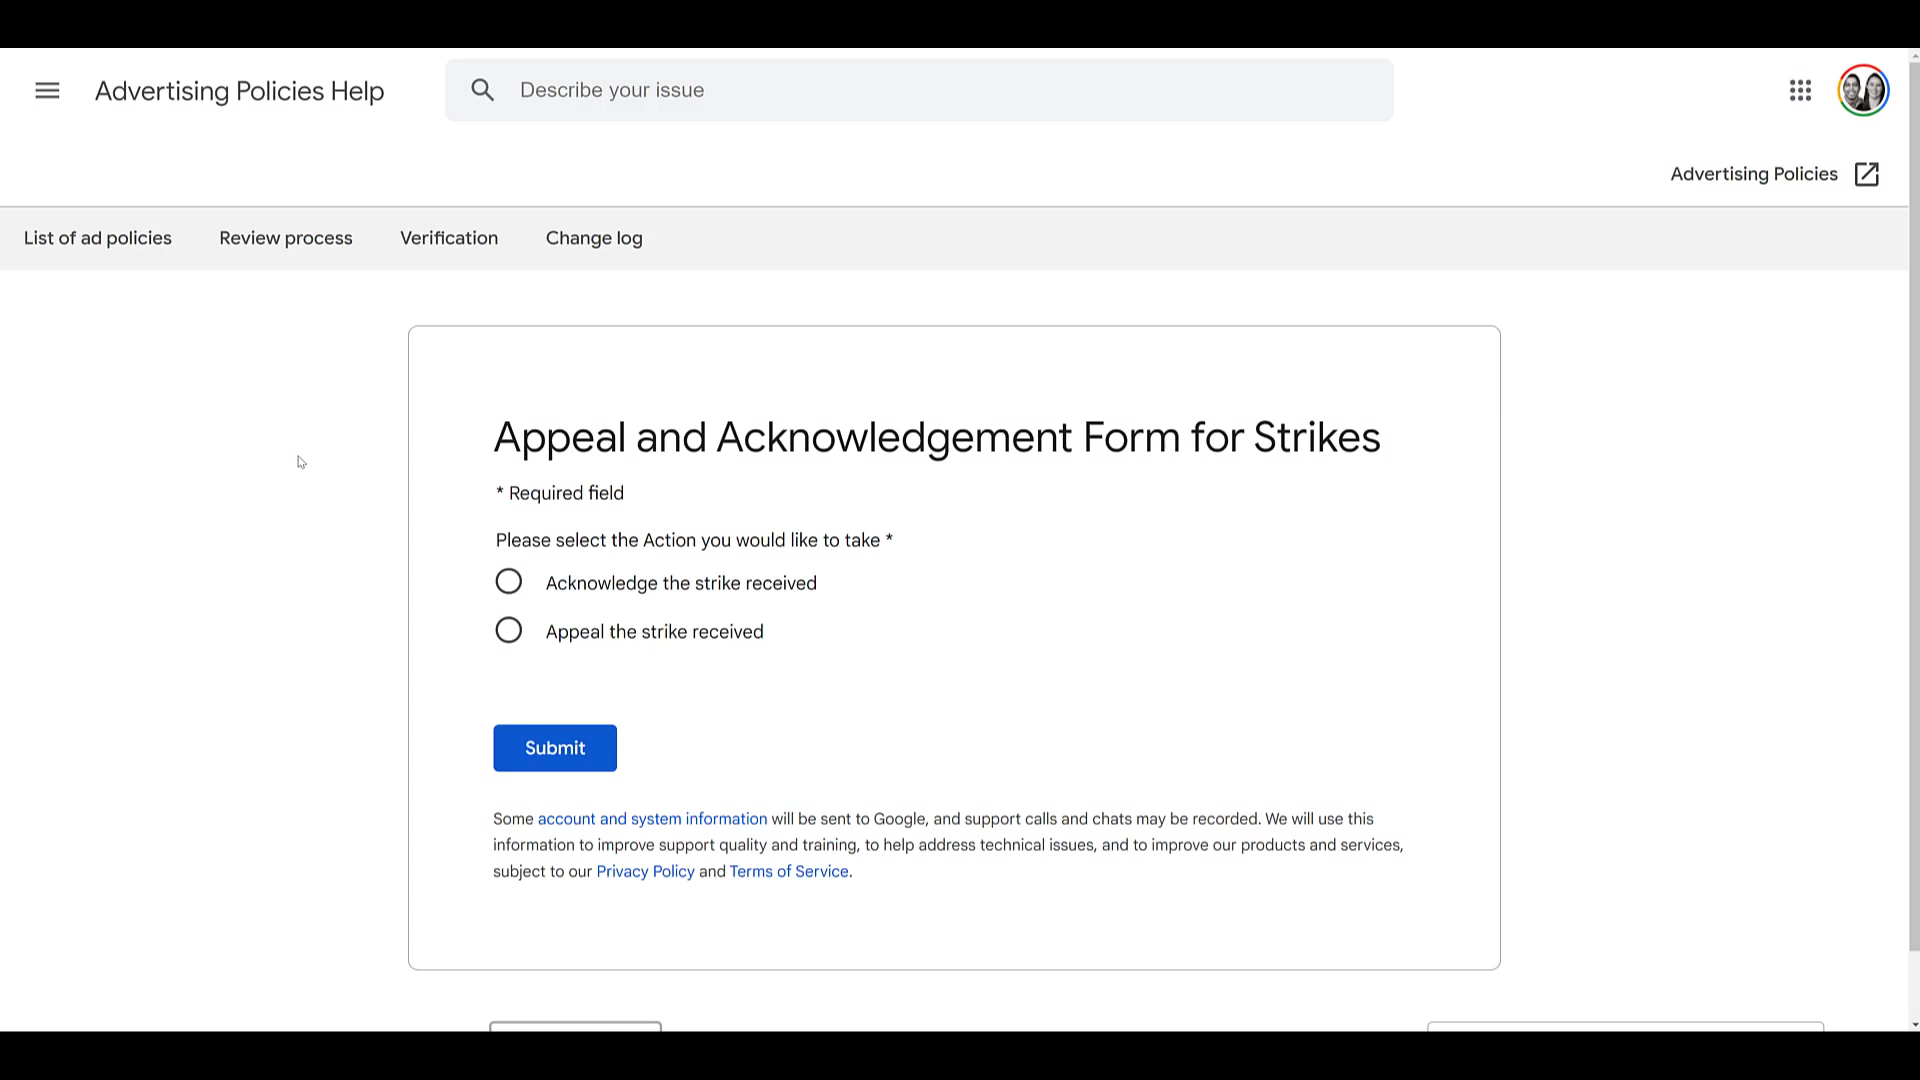 Advertising Policies Help
Describe your issue
Advertising Policies
List of ad policies
Review process
Verification
Change log
Appeal and Acknowledgement Form for Strikes
* Required field
Please select the Action you would like to take *
Acknowledge the strike received
Appeal the strike received
Submit
Some account and system information will be sent to Google, and support calls and chats may be recorded. We will use this
information to improve support quality and training, to help address technical issues, and to improve our products and services,
subject to our Privacy Policy and Terms of Service.